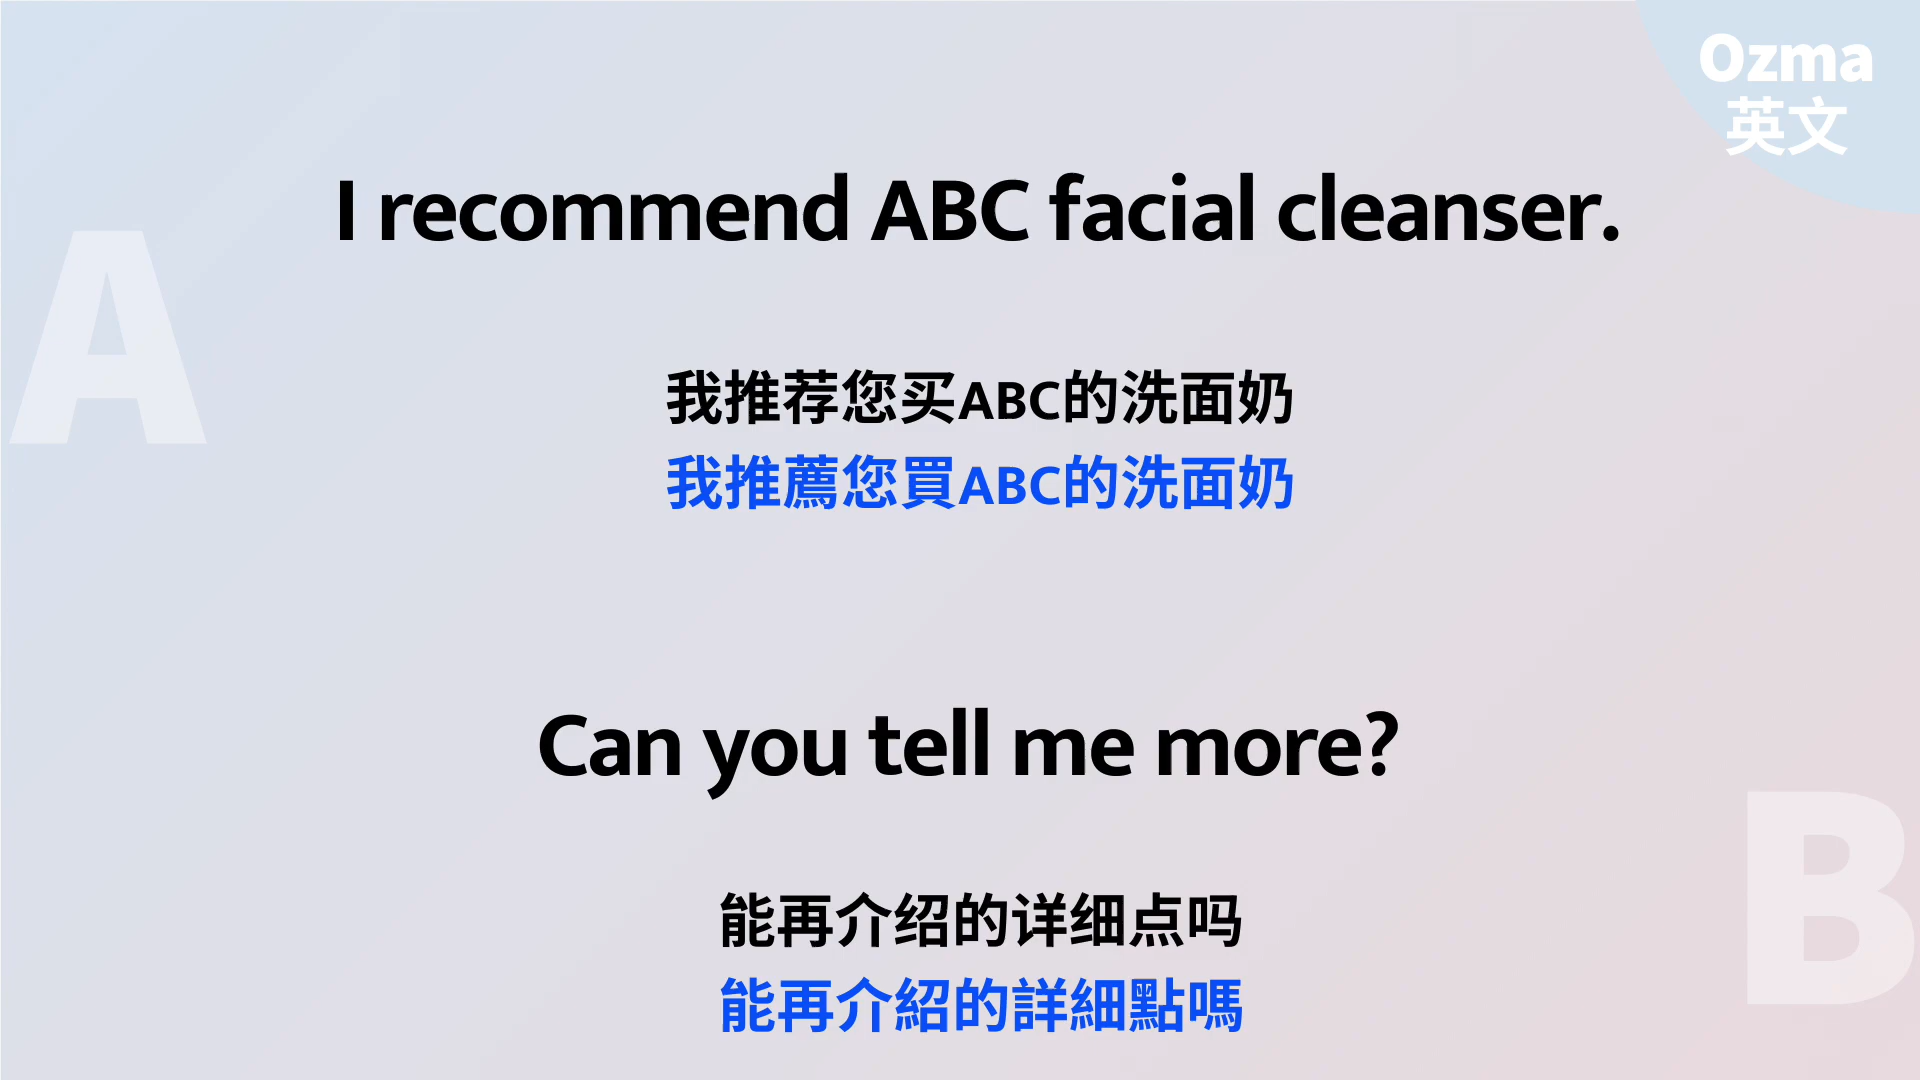 Ozma
英文
A
I recommend ABC facial cleanser.
我推荐您买ABC的洗面奶
我推薦您買ABC的洗面奶
Can you tell me more?
B
能再介绍的详细点吗
能再介紹的詳細點嗎